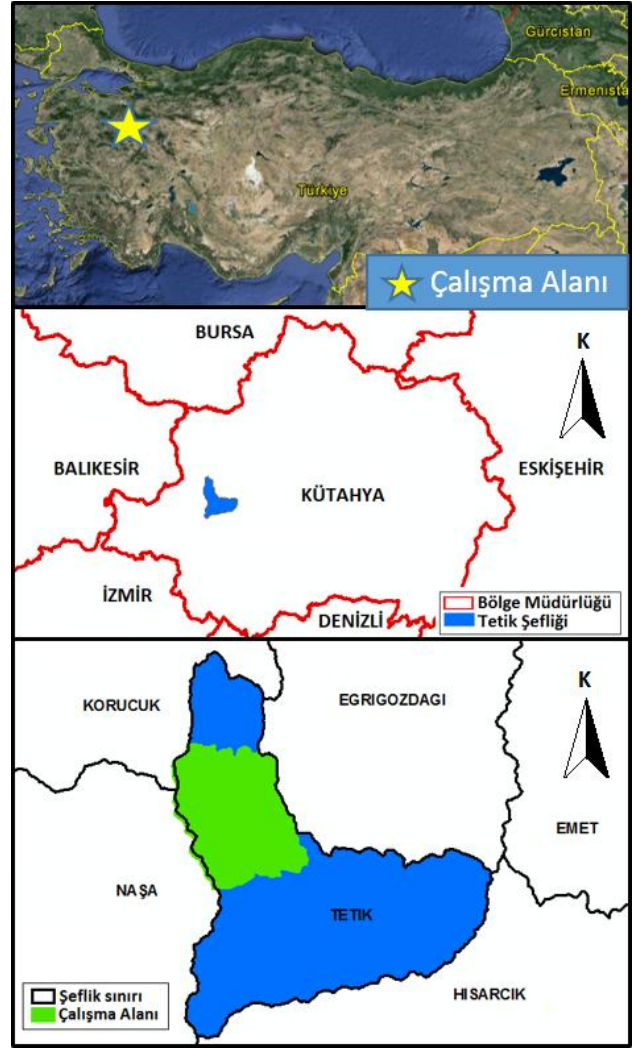 Gürcistan
Ermenista
Türkiye
Çalışma Alanı
BURSA
K
BALIKESİR
ESKİŞEHİR
KÜTAHYA
İZMİR
DENİZLİ
Bölge Müdürlüğü
Tetik Şefliği
KORUCUK
EGRIGOZDAGI
K
EMET
NAŞA
TETIK
HISARCIK
Şeflik sınırı
Çalışma Alanı